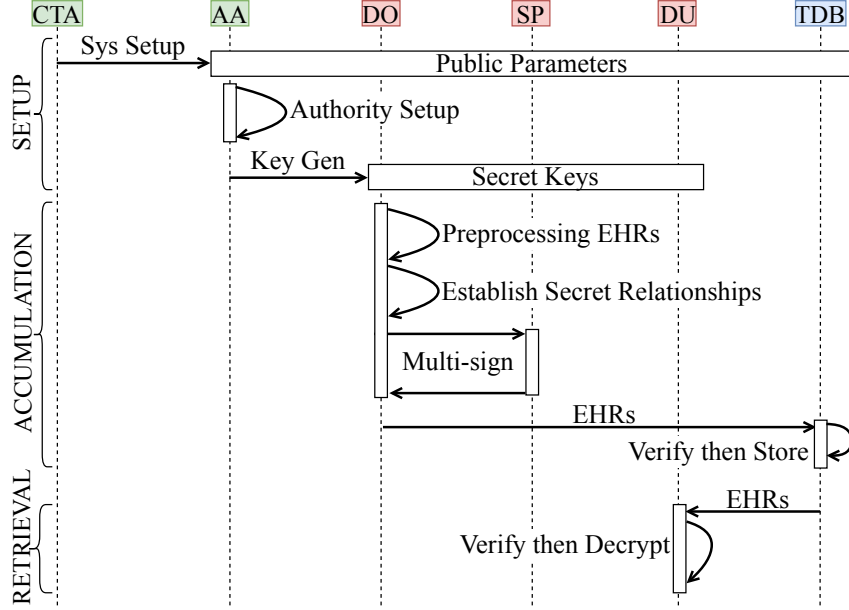 CTA AA DO SP DU TDB
Sys Setup
Public Parameters
SETUP
Authority Setup
Key Gen
Secret Keys
ACCUMULATION
Preprocessing EHRs
Establish Secret Relationships
Multi-sign
EHRs
Verify then Store
RETRIEVAL
EHRs
Verify then Decrypt